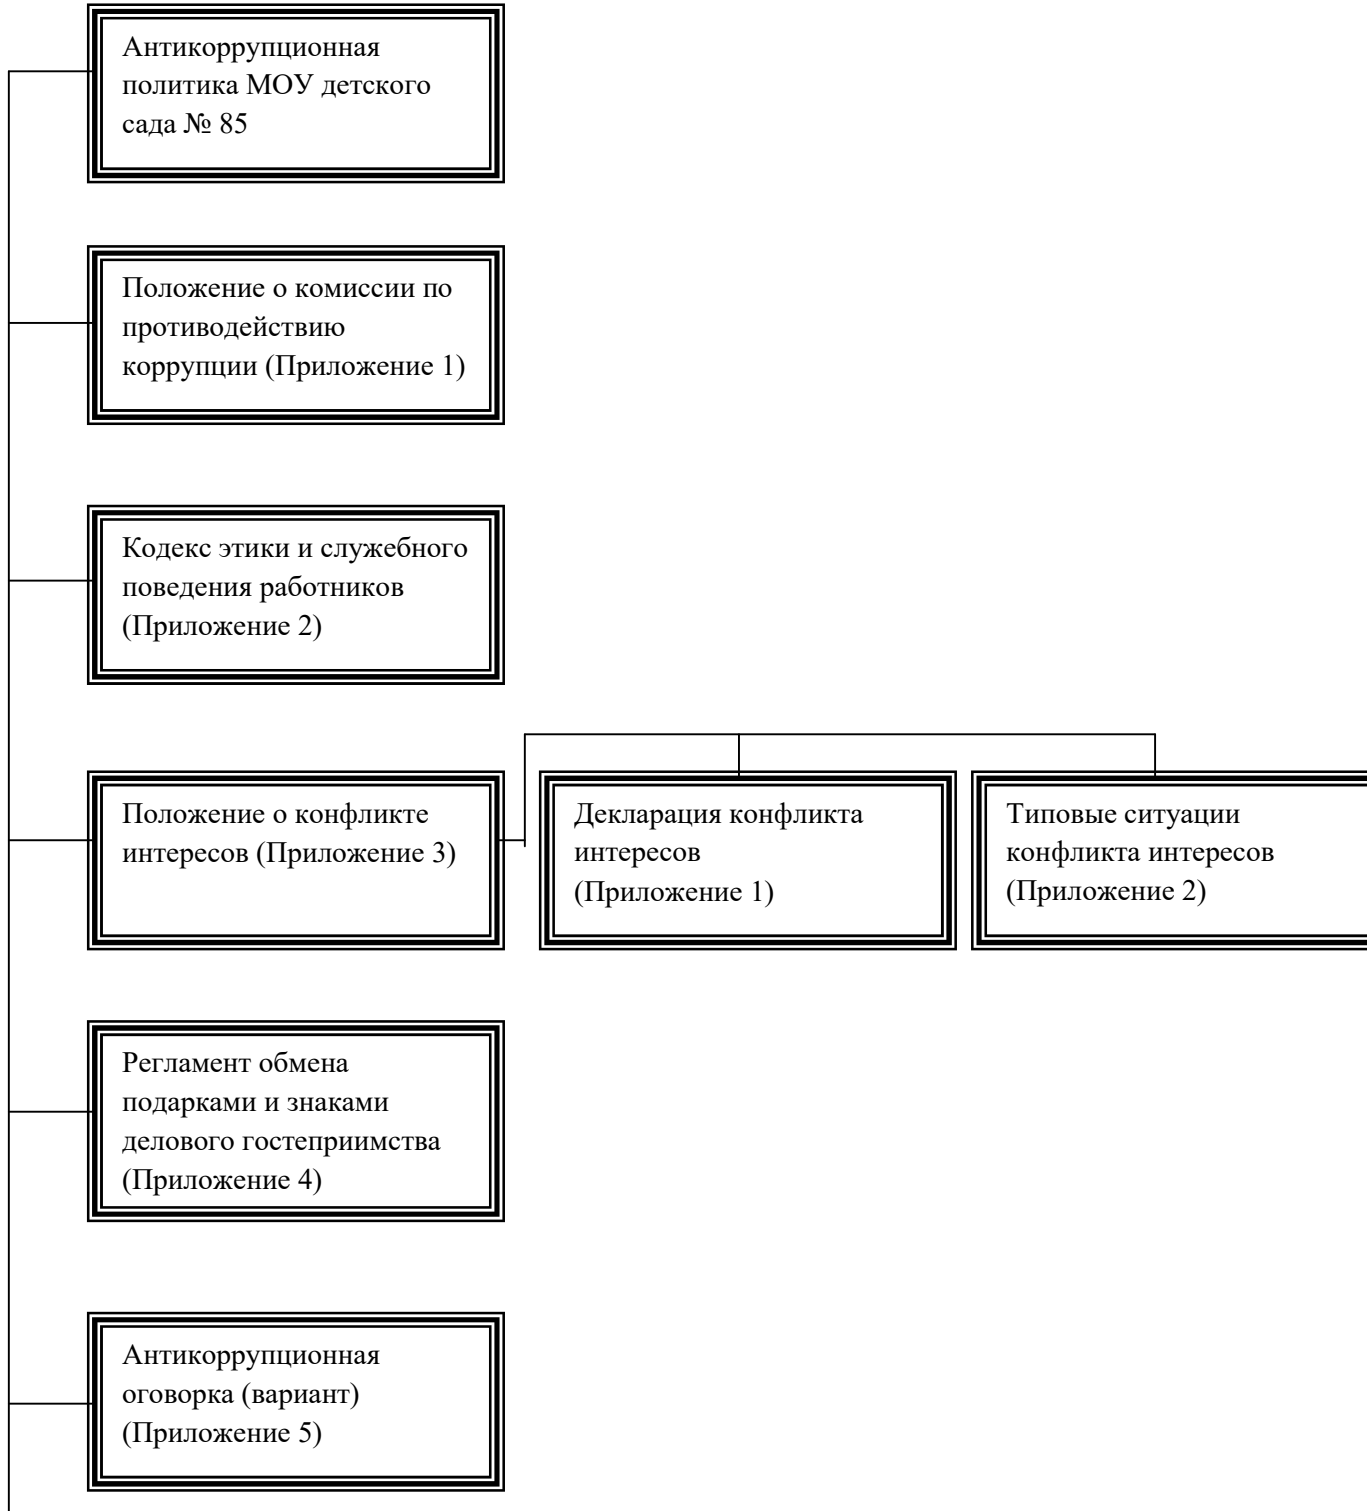 Антикоррупционная
политика МОУ детского
сада № 85
Положение о комиссии по
противодействию
коррупции (Приложение 1)
Кодекс этики и служебного
поведения работников
(Приложение 2)
Положение о конфликте
интересов (Приложение 3)
Декларация конфликта
интересов
(Приложение 1)
Типовые ситуации
конфликта интересов
(Приложение 2)
Регламент обмена
подарками и знаками
делового гостеприимства
(Приложение 4)
Антикоррупционная
оговорка (вариант)
(Приложение 5)